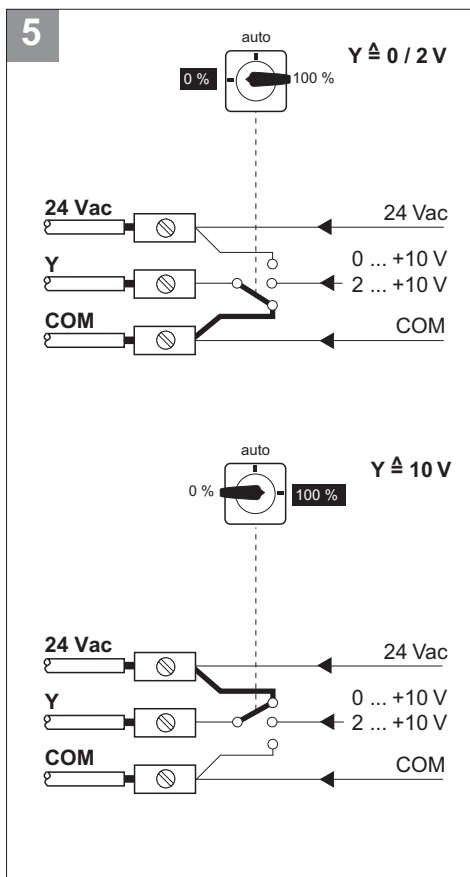 5
auto
Y ≙ 0 / 2 V
0 %
100 %
24 Vac
24 Vac
Y
0 ... +10 V
2 ... +10 V
COM
COM
auto
Y ≙ 10 V
0 %
100 %
24 Vac
24 Vac
Y
0 ... +10 V
2 ... +10 V
COM
COM